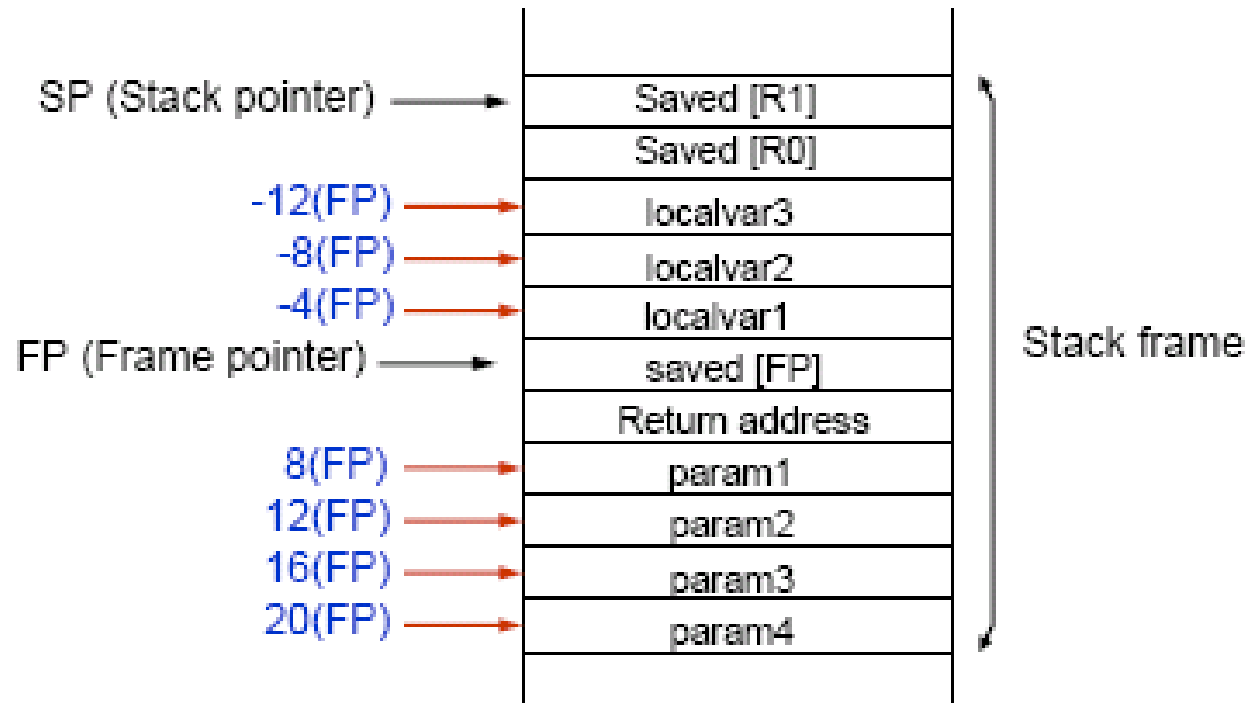 SP (Stack pointer)
Saved [R1]
Saved [R0]
-12(FP)
localvar3
-8(FP)
localvar2
-4(FP)
localvar1
FP (Frame pointer)
saved [FP]
Stack frame
Return address
8(FP)
param1
12(FP)
param2
16(FP)
param3
20(FP)
param4